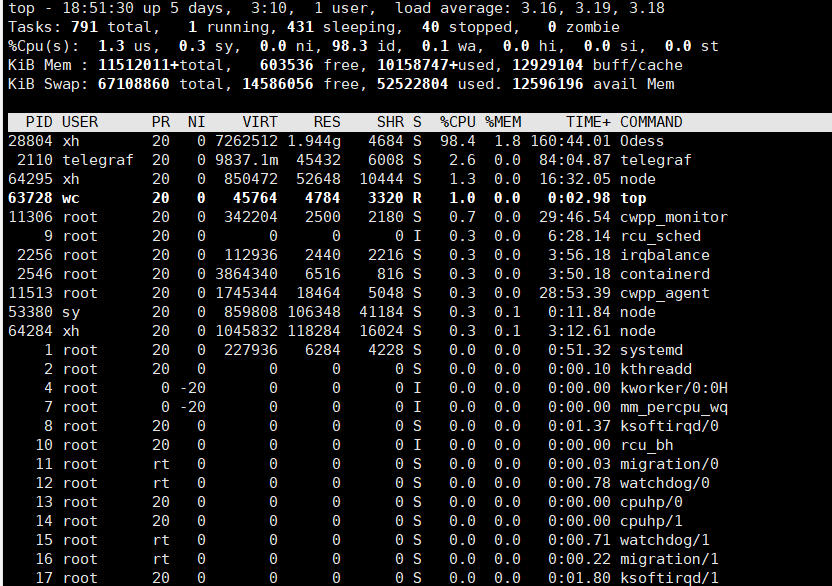 top - 18:51:30 up 5 days,  3:10,  1 user,  load average: 3.16, 3.19, 3.18
Tasks: 791 total,   1 running, 431 sleeping,  40 stopped,   0 zombie
%Cpu(s):  1.3 us,  0.3 sy,  0.0 ni, 98.3 id,  0.1 wa,  0.0 hi,  0.0 si,  0.0 st
KiB Mem : 11512011+total,   603536 free, 10158747+used, 12929104 buff/cache
KiB Swap: 67108860 total, 14586056 free, 52522804 used. 12596196 avail Mem
  PID USER      PR  NI    VIRT    RES    SHR S  %CPU %MEM     TIME+ COMMAND
28804 xh        20   0 7262512 1.944g   4684 S  98.4  1.8 160:44.01 Odess
 2110 telegraf  20   0 9837.1m  45432   6008 S   2.6  0.0  84:04.87 telegraf
64295 xh        20   0  850472  52648  10444 S   1.3  0.0  16:32.05 node
63728 wc        20   0   45764   4784   3320 R   1.0  0.0   0:02.98 top
11306 root      20   0  342204   2500   2180 S   0.7  0.0  29:46.54 cwpp_monitor
    9 root      20   0       0      0      0 I   0.3  0.0   6:28.14 rcu_sched
 2256 root      20   0  112936   2440   2216 S   0.3  0.0   3:56.18 irqbalance
 2546 root      20   0 3864340   6516    816 S   0.3  0.0   3:50.18 containerd
11513 root      20   0 1745344  18464   5048 S   0.3  0.0  28:53.39 cwpp_agent
53380 sy        20   0  859808 106348  41184 S   0.3  0.1   0:11.84 node
64284 xh        20   0 1045832 118284  16024 S   0.3  0.1   3:12.61 node
    1 root      20   0  227936   6284   4228 S   0.0  0.0   0:51.32 systemd
    2 root      20   0       0      0      0 S   0.0  0.0   0:00.10 kthreadd
    4 root       0 -20       0      0      0 I   0.0  0.0   0:00.00 kworker/0:0H
    7 root       0 -20       0      0      0 I   0.0  0.0   0:00.00 mm_percpu_wq
    8 root      20   0       0      0      0 S   0.0  0.0   0:01.37 ksoftirqd/0
   10 root      20   0       0      0      0 I   0.0  0.0   0:00.00 rcu_bh
   11 root      rt   0       0      0      0 S   0.0  0.0   0:00.03 migration/0
   12 root      rt   0       0      0      0 S   0.0  0.0   0:00.78 watchdog/0
   13 root      20   0       0      0      0 S   0.0  0.0   0:00.00 cpuhp/0
   14 root      20   0       0      0      0 S   0.0  0.0   0:00.00 cpuhp/1
   15 root      rt   0       0      0      0 S   0.0  0.0   0:00.71 watchdog/1
   16 root      rt   0       0      0      0 S   0.0  0.0   0:00.22 migration/1
   17 root      20   0       0      0      0 S   0.0  0.0   0:01.80 ksoftirqd/1